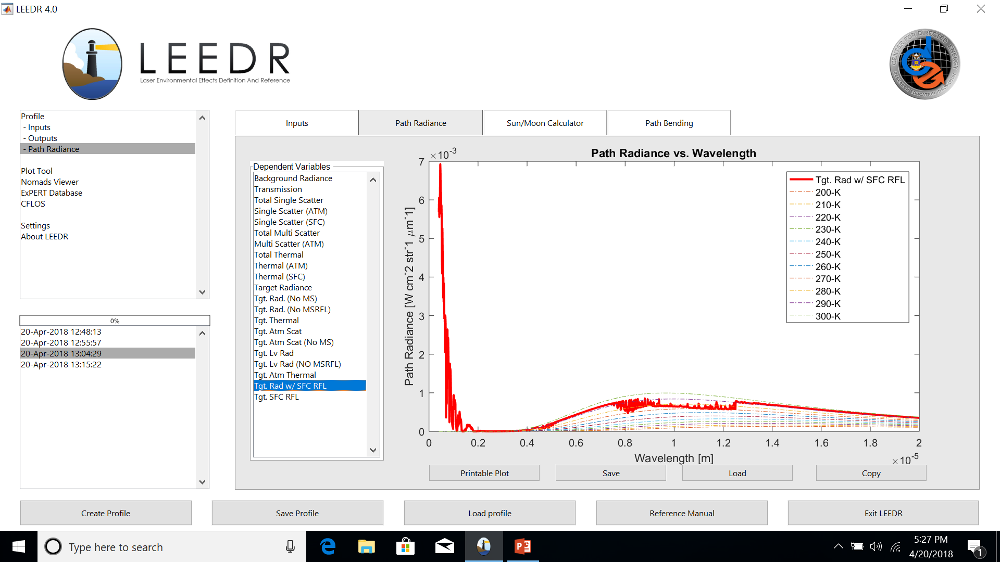 LEEDR 4.0
LEEDR
Laser Environmental Effects Definition And Reference
CENTER FOR DIRECTED ENERGY
RESEARCH EDUCATION INNOVATION
Profile
- Inputs
- Outputs
- Path Radiance
Plot Tool
Nomads Viewer
ExPERT Database
CFLOS
Settings
About LEEDR
0%
20-Apr-2018 12:48:13
20-Apr-2018 12:55:57
20-Apr-2018 13:04:29
20-Apr-2018 13:15:22
Inputs
Path Radiance
Sun/Moon Calculator
Path Bending
Dependent Variables
Background Radiance
Transmission
Total Single Scatter
Single Scatter (ATM)
Single Scatter (SFC)
Total Multi Scatter
Multi Scatter (ATM)
Total Thermal
Thermal (ATM)
Thermal (SFC)
Target Radiance
Tgt. Rad. (No MS)
Tgt. Rad. (No MSRFL)
Tgt. Thermal
Tgt. Atm Scat
Tgt. Atm Scat (No MS)
Tgt. Lv Rad
Tgt. Lv Rad (NO MSRFL)
Tgt. Atm Thermal
Tgt. Rad w/ SFC RFL
Tgt. SFC RFL
Path Radiance vs. Wavelength
×10⁻³
7
6
5
4
3
2
1
0
Path Radiance [W cm⁻2 str⁻1 μm⁻1]
0 0.2 0.4 0.6 0.8 1 1.2 1.4 1.6 1.8 2
Wavelength [m]
×10⁻⁵
Tgt. Rad w/ SFC RFL
200-K
210-K
220-K
230-K
240-K
250-K
260-K
270-K
280-K
290-K
300-K
Printable Plot
Save
Load
Copy
Create Profile
Save Profile
Load profile
Reference Manual
Exit LEEDR
Type here to search
5:27 PM
4/20/2018
1